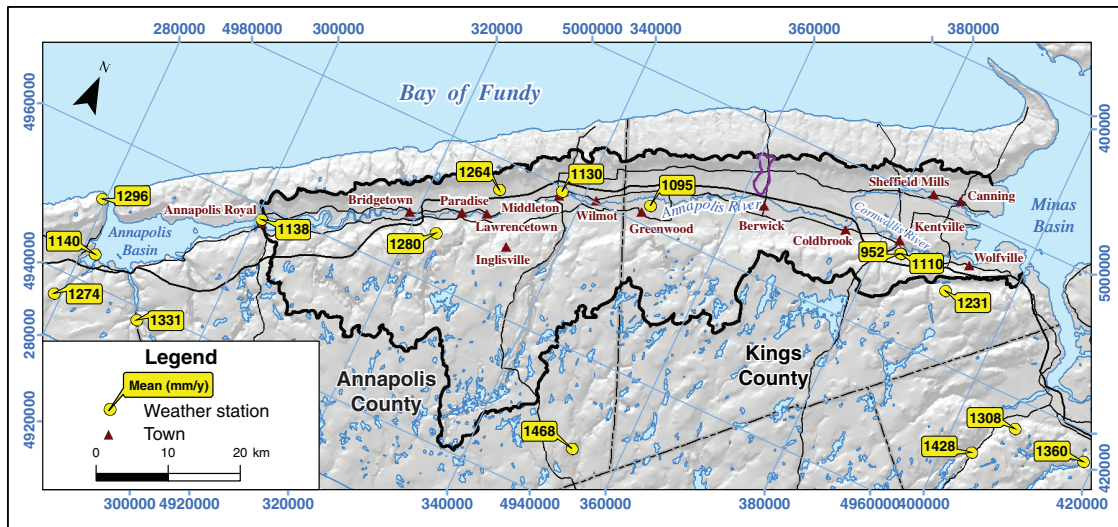 280000
4980000
300000
320000
5000000
340000
360000
380000
4960000
4940000
280000
4920000
400000
5000000
4200000
300000
4920000
320000
340000
4940000
360000
380000
4960000
400000
420000
N
Bay of Fundy
Minas
Basin
Annapolis
Basin
Annapolis River
Cornwallis River
1296
1140
1274
1331
1138
1264
1280
1130
1095
952
1110
1231
1468
1308
1428
1360
Annapolis Royal
Bridgetown
Paradise
Lawrencetown
Inglisville
Middleton
Wilmot
Greenwood
Berwick
Coldbrook
Sheffield Mills
Canning
Kentville
Wolfville
Annapolis
County
Kings
County
Legend
Mean (mm/y)
Weather station
Town
0 10 20 km